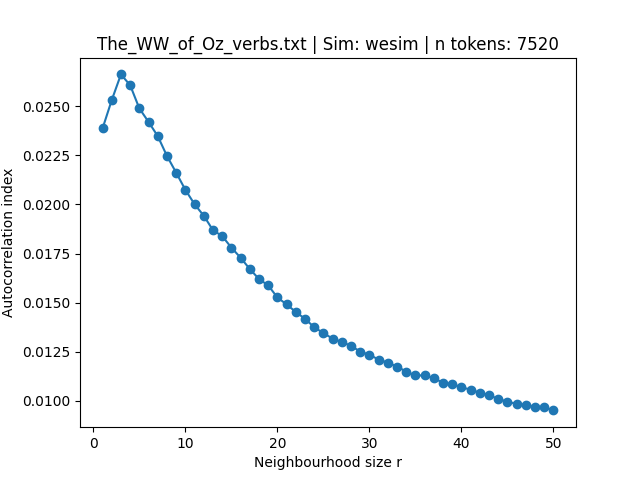 The_WW_of_Oz_verbs.txt | Sim: wesim | n tokens: 7520
Autocorrelation index
0.0250
0.0225
0.0200
0.0175
0.0150
0.0125
0.0100
0 10 20 30 40 50
Neighbourhood size r